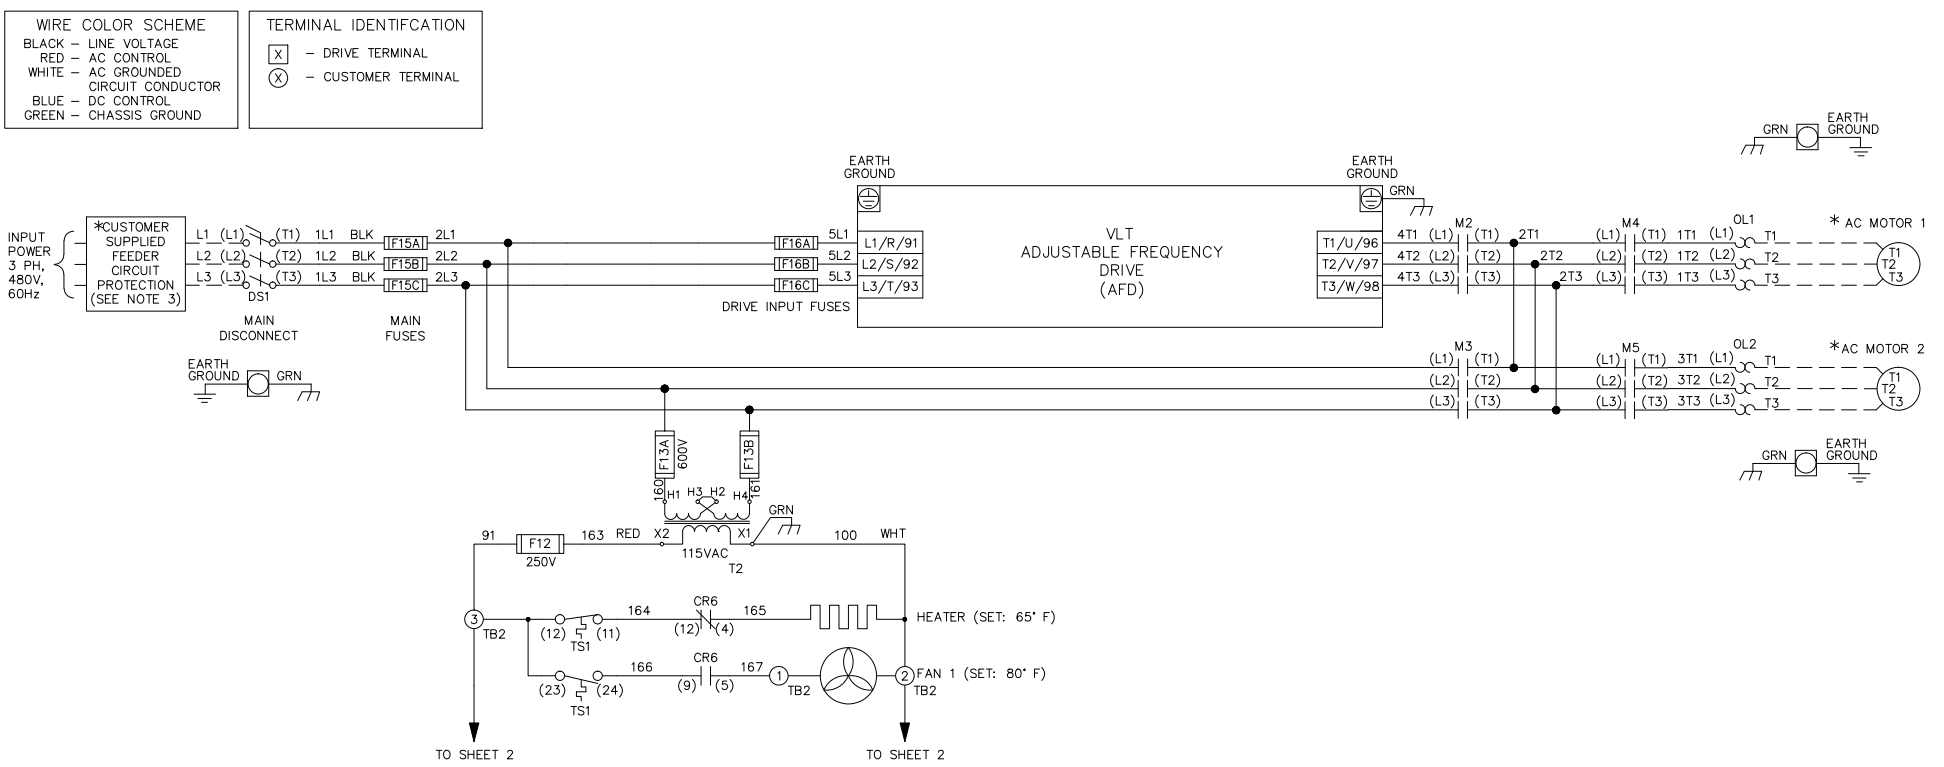 WIRE COLOR SCHEME
BLACK – LINE VOLTAGE
RED – AC CONTROL
WHITE – AC GROUNDED
CIRCUIT CONDUCTOR
BLUE – DC CONTROL
GREEN – CHASSIS GROUND
TERMINAL IDENTIFCATION
X – DRIVE TERMINAL
X – CUSTOMER TERMINAL
GRN
EARTH
GROUND
EARTH
GROUND
EARTH
GROUND
GRN
INPUT
POWER
3 PH,
480V,
60Hz
*CUSTOMER
SUPPLIED
FEEDER
CIRCUIT
PROTECTION
(SEE NOTE 3)
L1 (L1) (T1) 1L1 BLK F15A 2L1 F16A 5L1 L1/R/91
L2 (L2) (T2) 1L2 BLK F15B 2L2 F16B 5L2 L2/S/92
L3 (L3) (T3) 1L3 BLK F15C 2L3 F16C 5L3 L3/T/93
DS1
MAIN
DISCONNECT
MAIN
FUSES
DRIVE INPUT FUSES
VLT
ADJUSTABLE FREQUENCY
DRIVE
(AFD)
M2 M4 OL1 * AC MOTOR 1
T1/U/96 4T1 (L1) (T1) 2T1 (L1) (T1) 1T1 (L1) T1 T1
T2/V/97 4T2 (L2) (T2) 2T2 (L2) (T2) 1T2 (L2) T2 T2
T3/W/98 4T3 (L3) (T3) 2T3 (L3) (T3) 1T3 (L3) T3 T3
M3 M5 OL2 *AC MOTOR 2
(L1) (T1) (L1) (T1) 3T1 (L1) T1 T1
(L2) (T2) (L2) (T2) 3T2 (L2) T2 T2
(L3) (T3) (L3) (T3) 3T3 (L3) T3 T3
EARTH
GROUND
GRN
GRN
EARTH
GROUND
F13A
600V
F13B
160
161
H1 H3 H2 H4
GRN
91 F12 163 RED X2 X1 100 WHT
250V
115VAC
T2
3
TB2
(12) (11) 164 CR6 165
TS1
(12) (4)
HEATER (SET: 65° F)
(23) (24) 166 CR6 167 1
TS1
(9) (5)
TB2
2
FAN 1 (SET: 80° F)
TB2
TO SHEET 2
TO SHEET 2